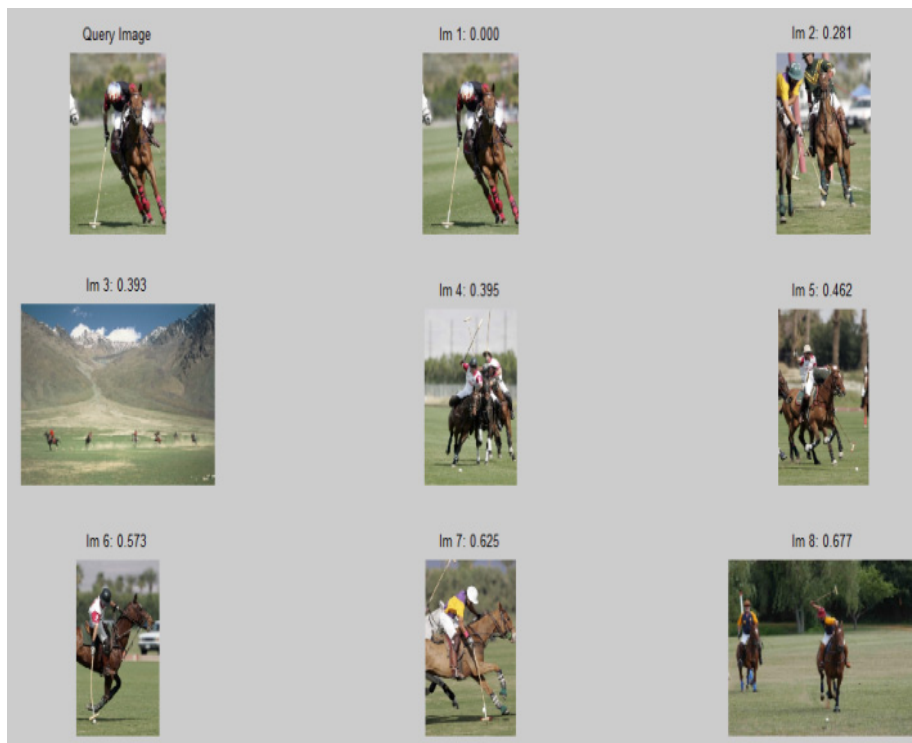 Query Image
Im 1: 0.000
Im 2: 0.281
Im 3: 0.393
Im 4: 0.395
Im 5: 0.462
Im 6: 0.573
Im 7: 0.625
Im 8: 0.677